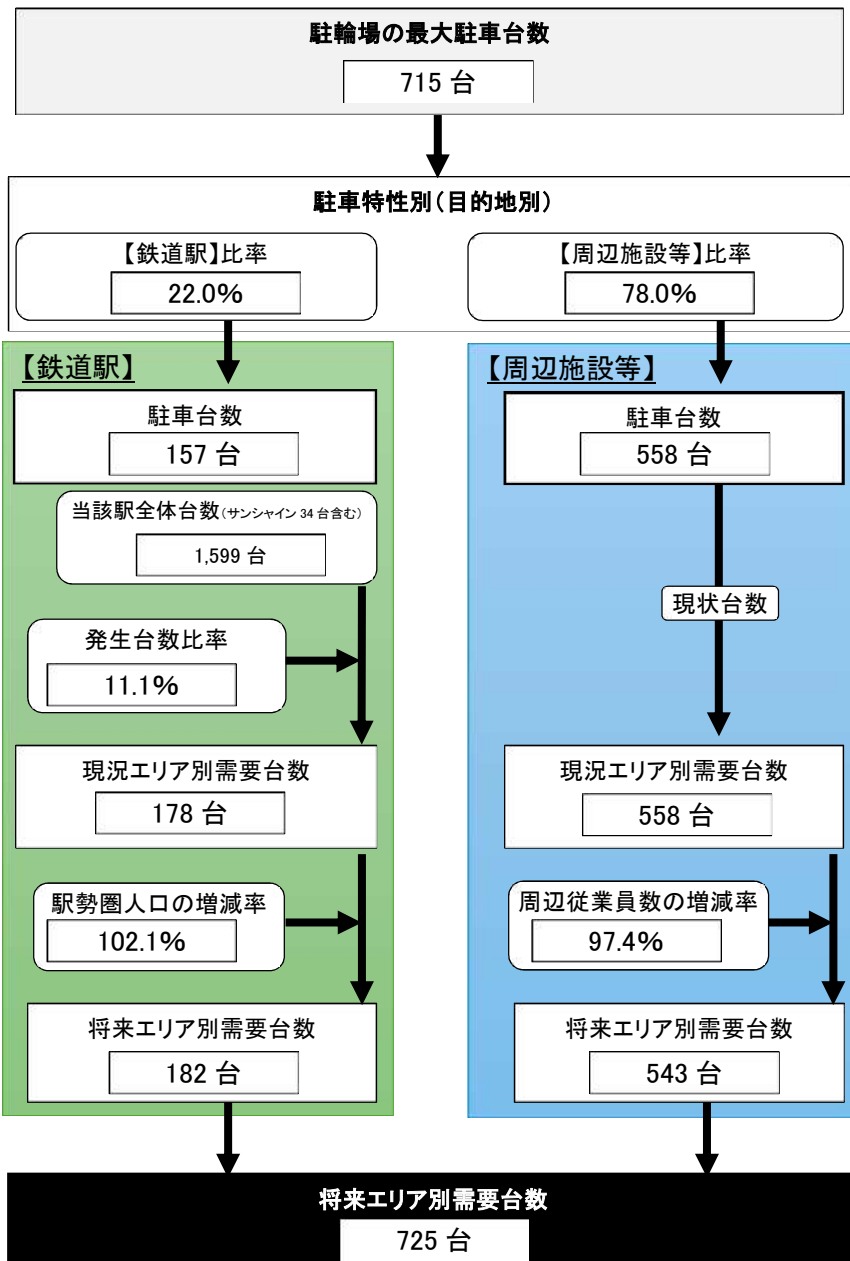 駐輪場の最大駐車台数
715 台
駐車特性別(目的地別)
【鉄道駅】比率
22.0%
【周辺施設等】比率
78.0%
【鉄道駅】
駐車台数
157 台
当該駅全体台数(サンシャイン 34 台含む)
1,599 台
発生台数比率
11.1%
現況エリア別需要台数
178 台
駅勢圏人口の増減率
102.1%
将来エリア別需要台数
182 台
【周辺施設等】
駐車台数
558 台
現状台数
現況エリア別需要台数
558 台
周辺従業員数の増減率
97.4%
将来エリア別需要台数
543 台
将来エリア別需要台数
725 台